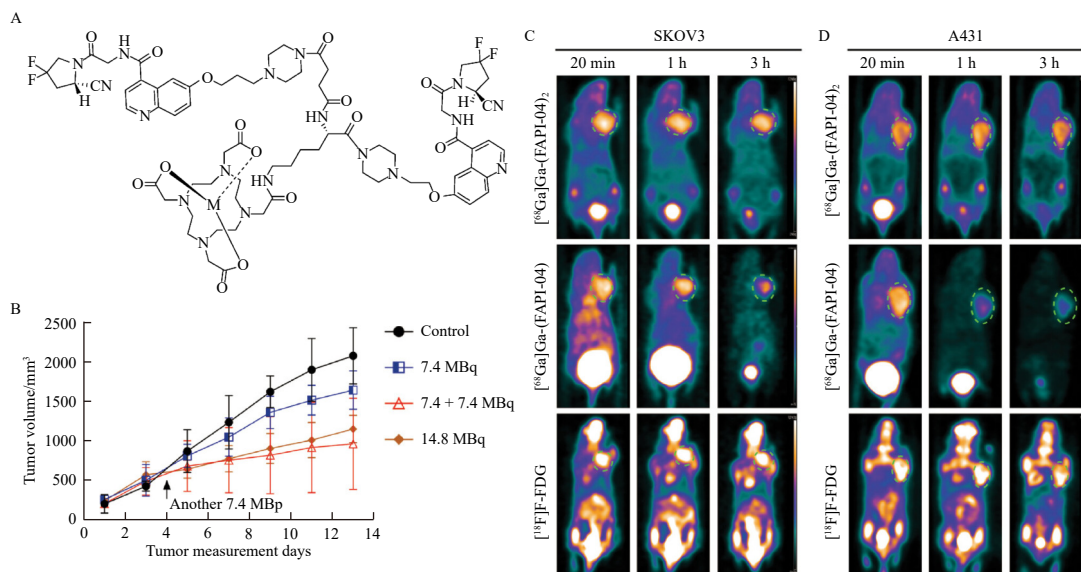 A
F
F
N
O
CN
H
NH
O
N
O
N
N
O
O
HN
O
N
N
O
HN
O
F
F
N
O
H
CN
NH
O
N
O
O
O
N
N
N
N
M
O
O
O
B
2500
2000
1500
1000
500
0
0
2
4
6
8
10
12
14
Tumor volume/mm³
Tumor measurement days
Another 7.4 MBp
Control
7.4 MBq
7.4 + 7.4 MBq
14.8 MBq
C
SKOV3
20 min
1 h
3 h
[⁶⁸Ga]Ga-(FAPI-04)₂
[⁶⁸Ga]Ga-(FAPI-04)
[¹⁸F]F-FDG
D
A431
20 min
1 h
3 h
[⁶⁸Ga]Ga-(FAPI-04)₂
[⁶⁸Ga]Ga-(FAPI-04)
[¹⁸F]F-FDG